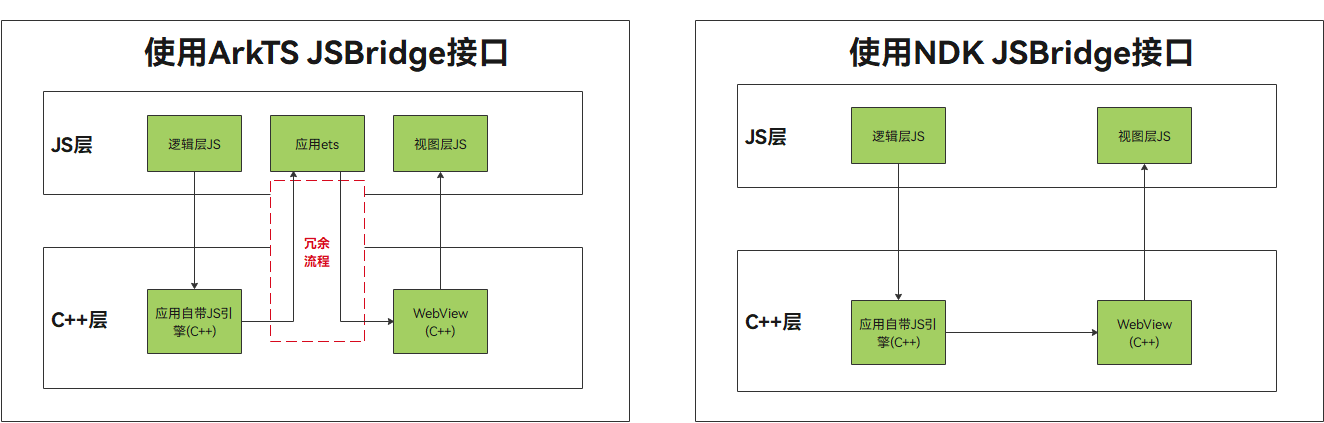 使用ArkTS JSBridge接口
JS层
逻辑层JS
应用ets
视图层JS
冗余
流程
C++层
应用自带JS引
擎(C++)
WebView
(C++)
使用NDK JSBridge接口
JS层
逻辑层JS
视图层JS
C++层
应用自带JS引
擎(C++)
WebView
(C++)